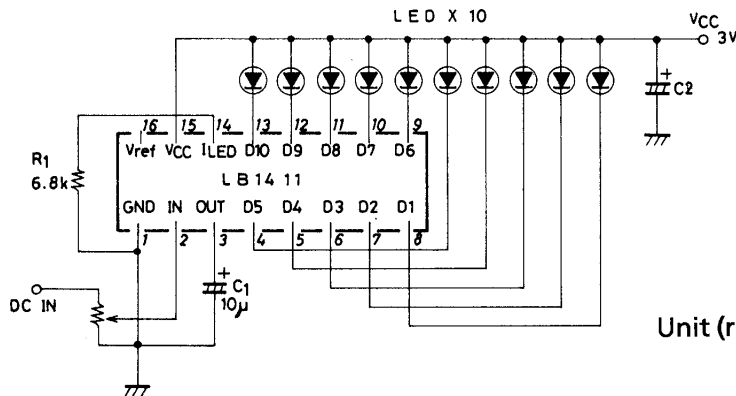 LED X 10
VCC
3V
C2
16 15 14 13 12 11 10 9
Vref VCC ILED D10 D9 D8 D7 D6
R1
6.8k
LB1411
GND IN OUT D5 D4 D3 D2 D1
1 2 3 4 5 6 7 8
C1
10µ
DC IN
Unit (r